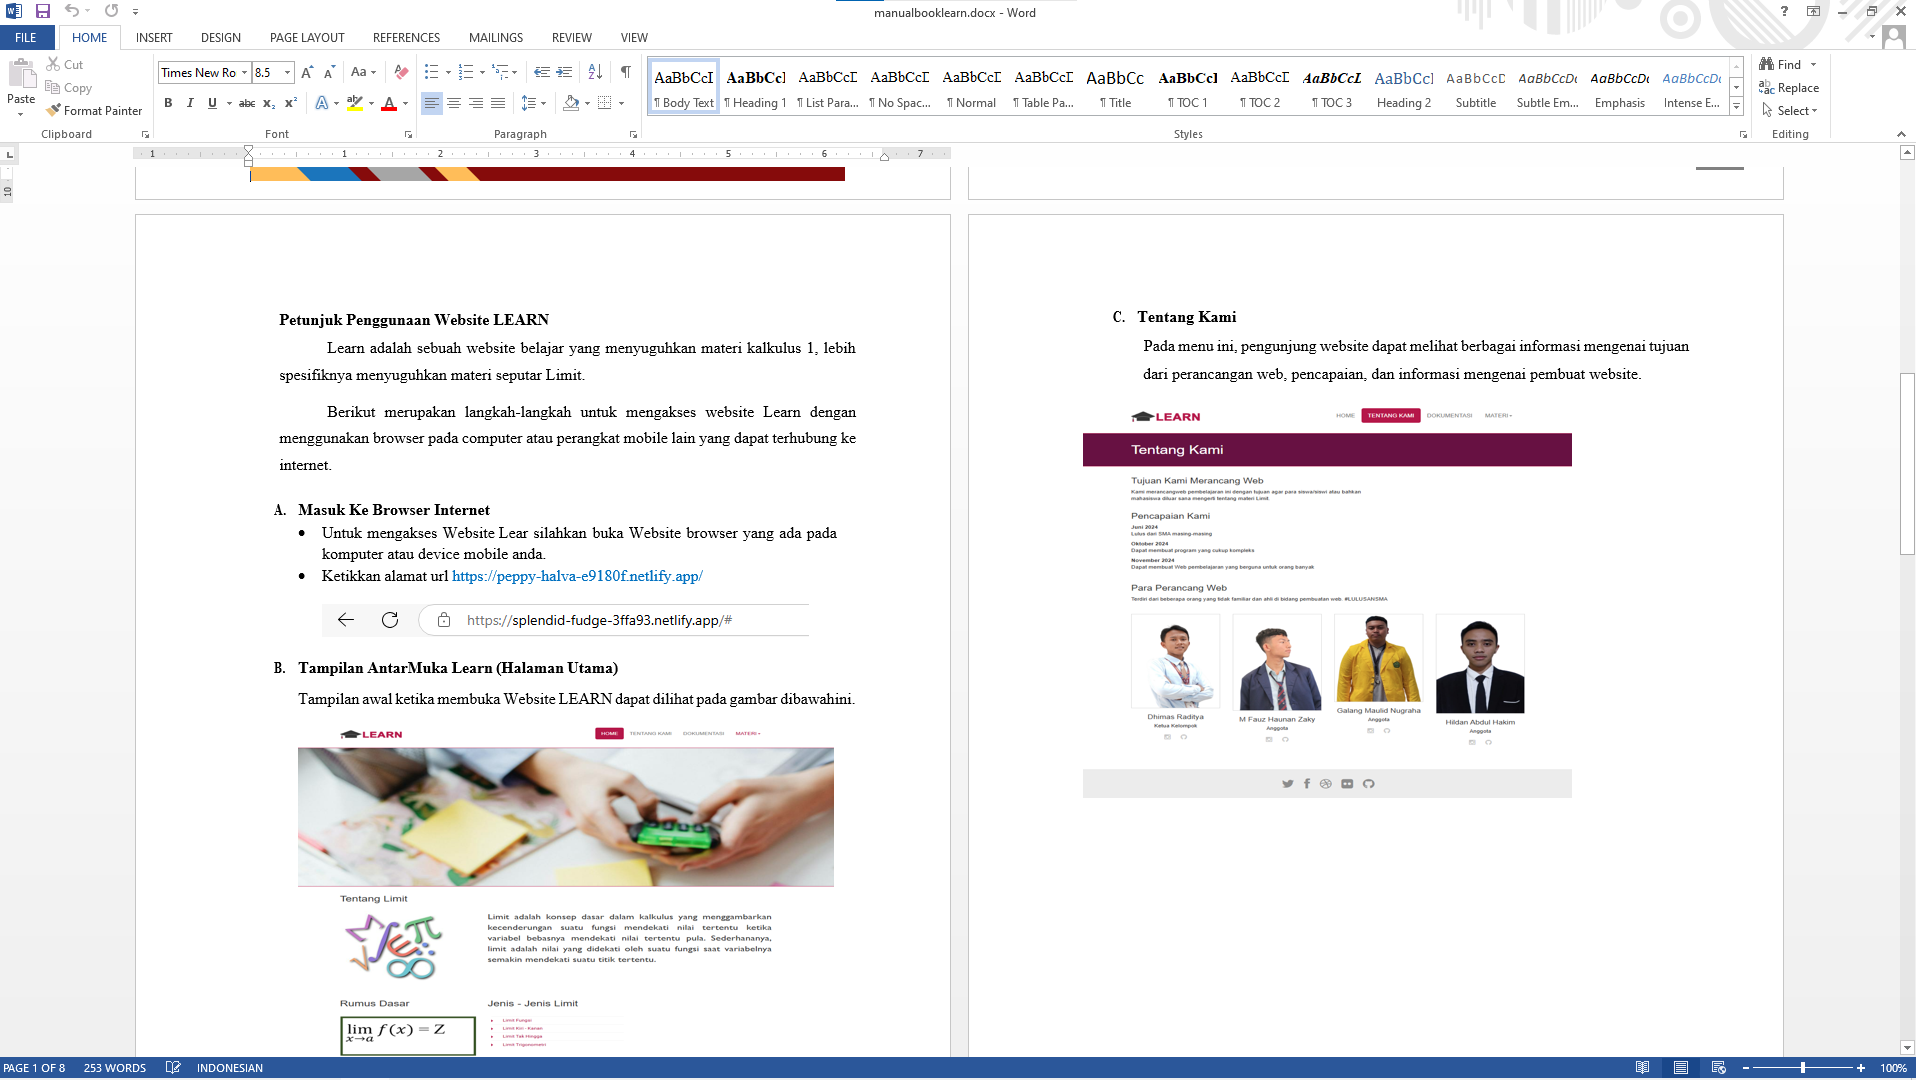 manualbooklearn.docx - Word
FILE HOME INSERT DESIGN PAGE LAYOUT REFERENCES MAILINGS REVIEW VIEW
Cut
Copy
Paste
Format Painter
Clipboard
Times New Ro 8.5
Font
Paragraph
AaBbCcI AaBbCcI AaBbCcI AaBbCcI AaBbCcI AaBbCcI AaBbCc AaBbCcI AaBbCcI AaBbCcL AaBbCcI AaBbCcD AaBbCcDc AaBbCcDc AaBbCcDc
¶ Body Text ¶ Heading 1 ¶ List Para... ¶ No Spac... ¶ Normal ¶ Table Pa... ¶ Title ¶ TOC 1 ¶ TOC 2 ¶ TOC 3 Heading 2 Subtitle Subtle Em... Emphasis Intense E...
Styles
Find
Replace
Select
Editing
1 1 2 3 4 5 6 7
10
Petunjuk Penggunaan Website LEARN
Learn adalah sebuah website belajar yang menyuguhkan materi kalkulus 1, lebih
spesifiknya menyuguhkan materi seputar Limit.
Berikut merupakan langkah-langkah untuk mengakses website Learn dengan
menggunakan browser pada computer atau perangkat mobile lain yang dapat terhubung ke
internet.
A. Masuk Ke Browser Internet
• Untuk mengakses Website Lear silahkan buka Website browser yang ada pada
komputer atau device mobile anda.
• Ketikkan alamat url https://peppy-halva-e9180f.netlify.app/
https://splendid-fudge-3ffa93.netlify.app/#
B. Tampilan AntarMuka Learn (Halaman Utama)
Tampilan awal ketika membuka Website LEARN dapat dilihat pada gambar dibawahini.
LEARN
HOME TENTANG KAMI DOKUMENTASI MATERI
Tentang Limit
Limit adalah konsep dasar dalam kalkulus yang menggambarkan
kecenderungan suatu fungsi mendekati nilai tertentu ketika
variabel bebasnya mendekati nilai tertentu pula. Sederhananya,
limit adalah nilai yang didekati oleh suatu fungsi saat variabelnya
semakin mendekati suatu titik tertentu.
Rumus Dasar
lim f(x) = Z
x→a
Jenis - Jenis Limit
• Limit Fungsi
• Limit Kiri - Kanan
• Limit Tak Hingga
• Limit Trigonometri
C. Tentang Kami
Pada menu ini, pengunjung website dapat melihat berbagai informasi mengenai tujuan
dari perancangan web, pencapaian, dan informasi mengenai pembuat website.
LEARN
HOME TENTANG KAMI DOKUMENTASI MATERI
Tentang Kami
Tujuan Kami Merancang Web
Kami merancangweb pembelajaran ini dengan tujuan agar para siswa/siswi atau bahkan
mahasiswa diluar sana mengerti tentang materi Limit.
Pencapaian Kami
Juni 2024
Lulus dari SMA masing-masing
Oktober 2024
Dapat membuat program yang cukup kompleks
November 2024
Dapat membuat Web pembelajaran yang berguna untuk orang banyak
Para Perancang Web
Terdiri dari beberapa orang yang tidak familiar dan ahli di bidang pembuatan web. #LULUSANSMA
Dhimas Raditya
Ketua Kelompok
M Fauz Haunan Zaky
Anggota
Galang Maulid Nugraha
Anggota
Hildan Abdul Hakim
Anggota
PAGE 1 OF 8 253 WORDS INDONESIAN 100%